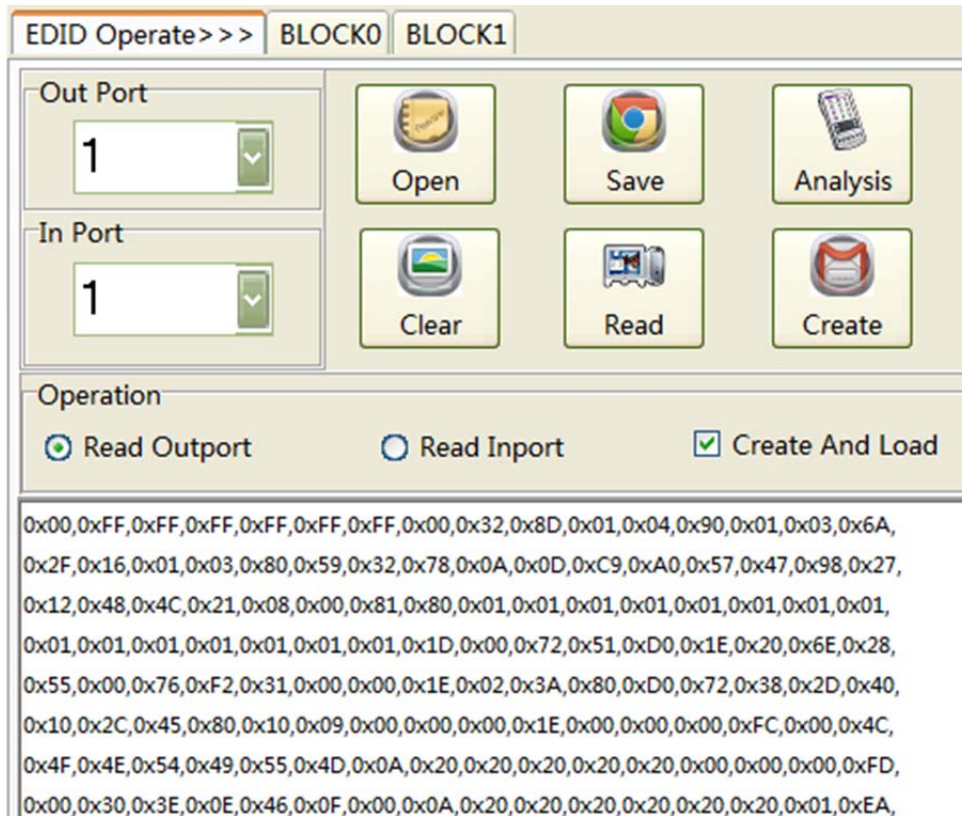 EDID Operate>>> BLOCK0 BLOCK1
Out Port
1
Open Save Analysis
In Port
1
Clear Read Create
Operation
Read Outport Read Inport Create And Load
0x00,0xFF,0xFF,0xFF,0xFF,0xFF,0xFF,0x00,0x32,0x8D,0x01,0x04,0x90,0x01,0x03,0x6A,
0x2F,0x16,0x01,0x03,0x80,0x59,0x32,0x78,0x0A,0x0D,0xC9,0xA0,0x57,0x47,0x98,0x27,
0x12,0x48,0x4C,0x21,0x08,0x00,0x81,0x80,0x01,0x01,0x01,0x01,0x01,0x01,0x01,0x01,
0x01,0x01,0x01,0x01,0x01,0x01,0x01,0x1D,0x00,0x72,0x51,0xD0,0x1E,0x20,0x6E,0x28,
0x55,0x00,0x76,0xF2,0x31,0x00,0x00,0x1E,0x02,0x3A,0x80,0xD0,0x72,0x38,0x2D,0x40,
0x10,0x2C,0x45,0x80,0x10,0x09,0x00,0x00,0x00,0x1E,0x00,0x00,0x00,0xFC,0x00,0x4C,
0x4F,0x4E,0x54,0x49,0x55,0x4D,0x0A,0x20,0x20,0x20,0x20,0x20,0x00,0x00,0x00,0xFD,
0x00,0x30,0x3E,0x0E,0x46,0x0F,0x00,0x0A,0x20,0x20,0x20,0x20,0x20,0x20,0x01,0xEA,